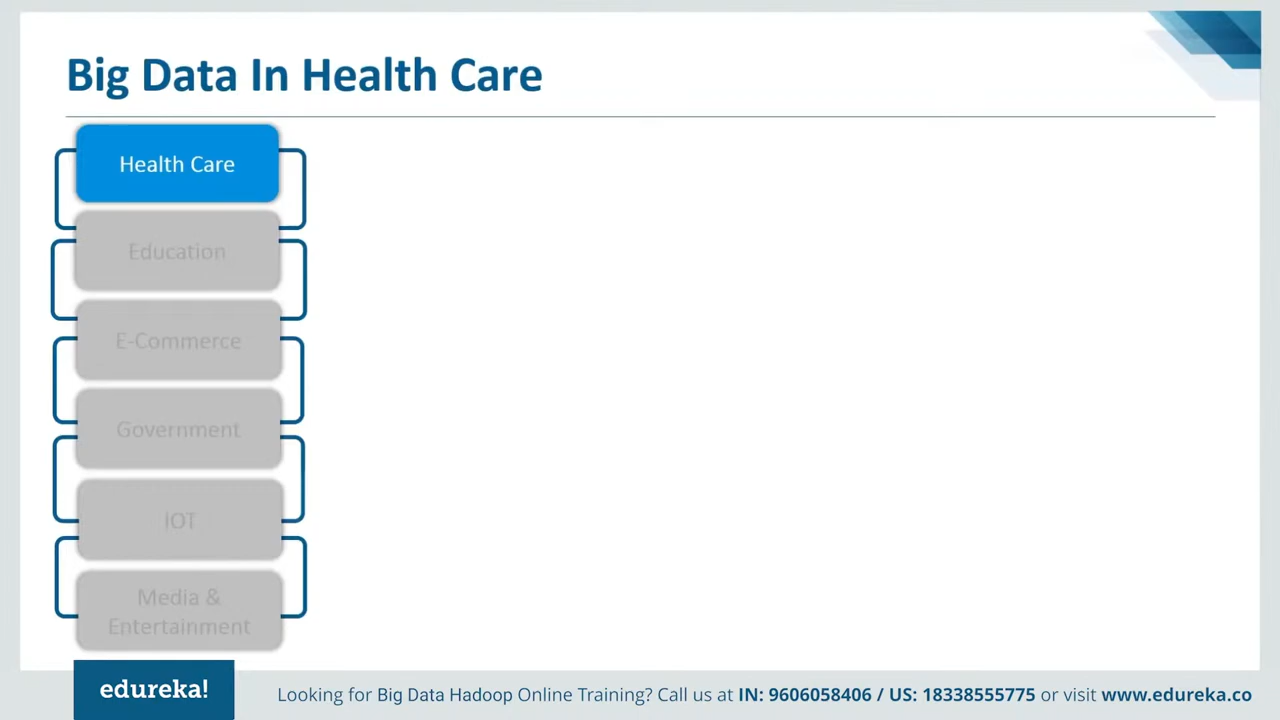 Big Data In Health Care
Health Care
Education
E-Commerce
Government
IOT
Media &
Entertainment
edureka!
Looking for Big Data Hadoop Online Training? Call us at IN: 9606058406 / US: 18338555775 or visit www.edureka.co